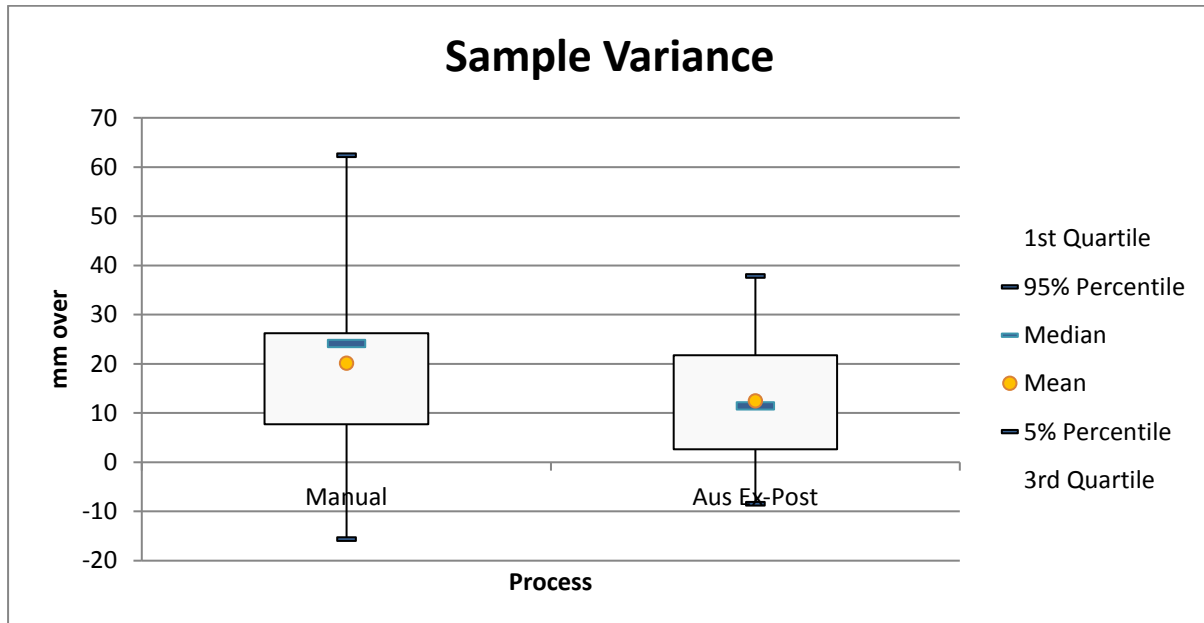 Sample Variance
70
60
50
40
30
20
10
0
-10
-20
mm over
Manual
Aus Ex-Post
Process
1st Quartile
95% Percentile
Median
Mean
5% Percentile
3rd Quartile